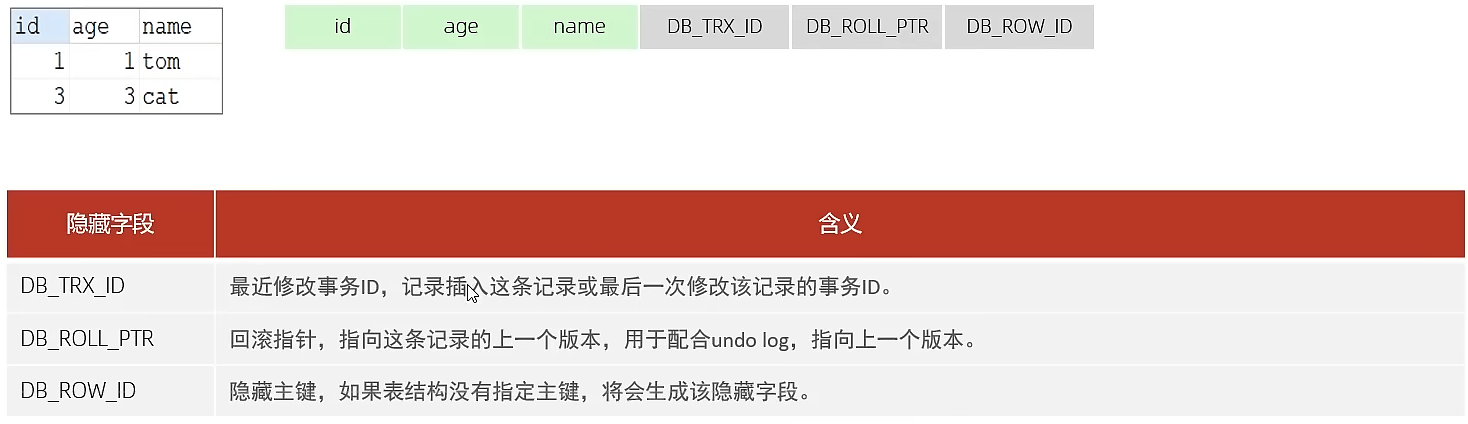 id age name
1 1 tom
3 3 cat
id age name DB_TRX_ID DB_ROLL_PTR DB_ROW_ID
隐藏字段 含义
DB_TRX_ID 最近修改事务ID，记录插入这条记录或最后一次修改该记录的事务ID。
DB_ROLL_PTR 回滚指针，指向这条记录的上一个版本，用于配合undo log，指向上一个版本。
DB_ROW_ID 隐藏主键，如果表结构没有指定主键，将会生成该隐藏字段。